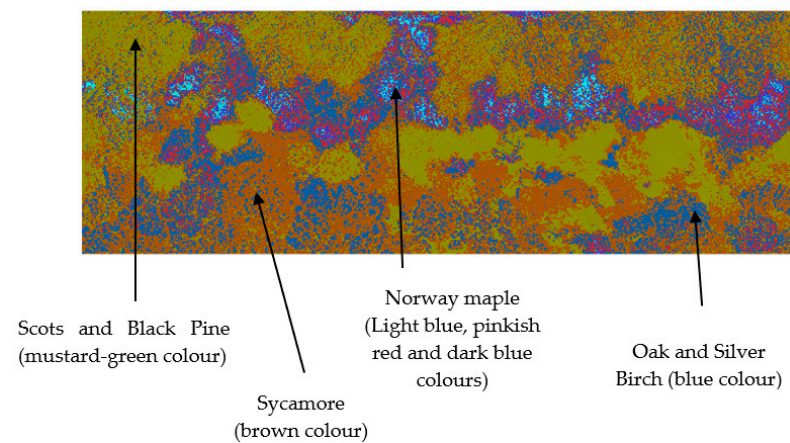 Scots and Black Pine
(mustard-green colour)
Sycamore
(brown colour)
Norway maple
(Light blue, pinkish
red and dark blue
colours)
Oak and Silver
Birch (blue colour)